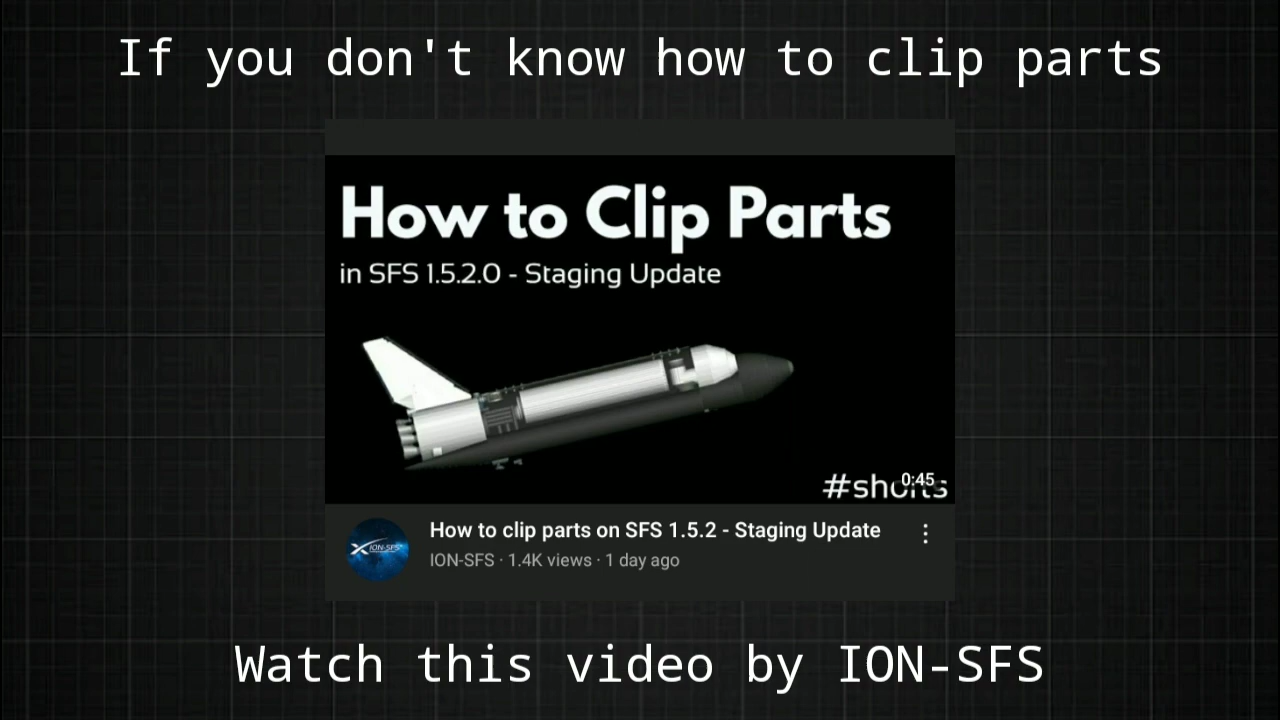 If you don't know how to clip parts
How to Clip Parts
in SFS 1.5.2.0 - Staging Update
#shorts
0:45
ION-SFS
How to clip parts on SFS 1.5.2 - Staging Update
ION-SFS · 1.4K views · 1 day ago
Watch this video by ION-SFS